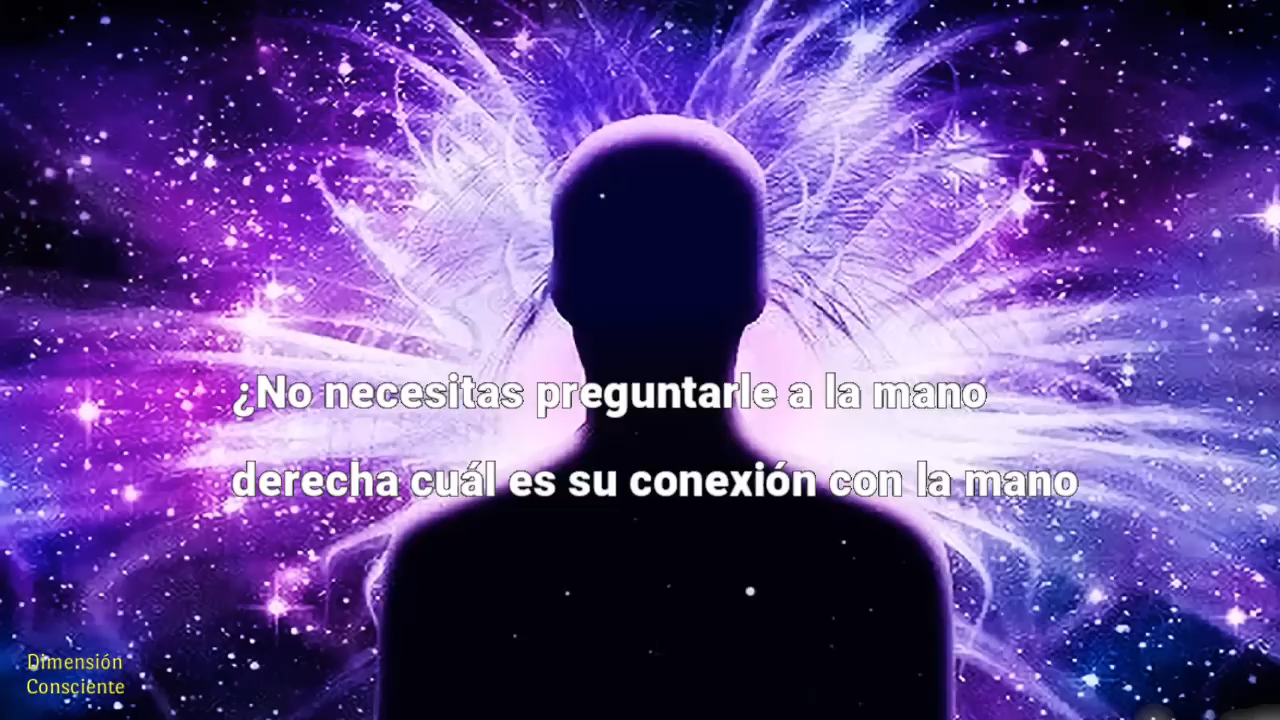 ¿No necesitas preguntarle a la mano
derecha cuál es su conexión con la mano
Dimensión
Consciente